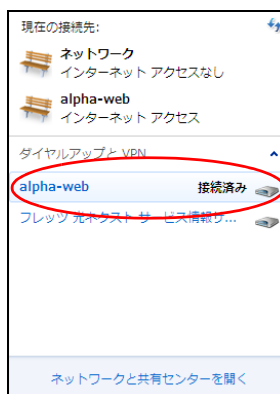 現在の接続先:
ネットワーク
インターネット アクセスなし
alpha-web
インターネット アクセス
ダイヤルアップと VPN
alpha-web 接続済み
フレッツ 光ネクスト サービス情報サ...
ネットワークと共有センターを開く